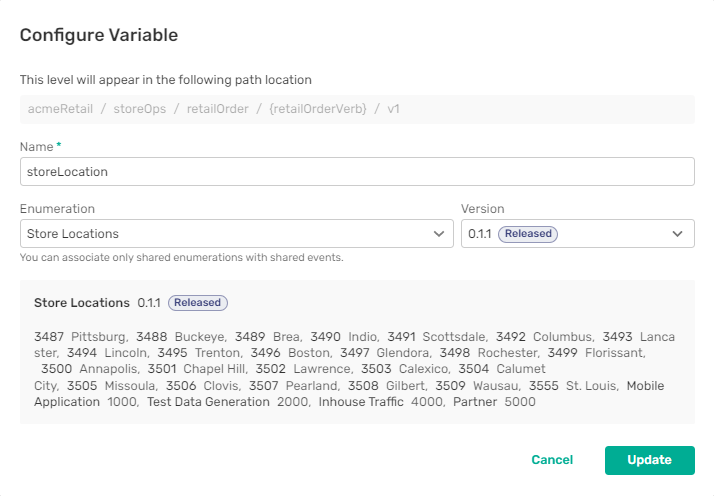 Configure Variable
This level will appear in the following path location
acmeRetail / storeOps / retailOrder / {retailOrderVerb} / v1
Name *
storeLocation
Enumeration
Version
Store Locations
0.1.1 Released
You can associate only shared enumerations with shared events.
Store Locations 0.1.1 Released
3487 Pittsburg, 3488 Buckeye, 3489 Brea, 3490 Indio, 3491 Scottsdale, 3492 Columbus, 3493 Lanca
ster, 3494 Lincoln, 3495 Trenton, 3496 Boston, 3497 Glendora, 3498 Rochester, 3499 Florissant,
3500 Annapolis, 3501 Chapel Hill, 3502 Lawrence, 3503 Calexico, 3504 Calumet
City, 3505 Missoula, 3506 Clovis, 3507 Pearland, 3508 Gilbert, 3509 Wausau, 3555 St. Louis, Mobile
Application 1000, Test Data Generation 2000, Inhouse Traffic 4000, Partner 5000
Cancel
Update